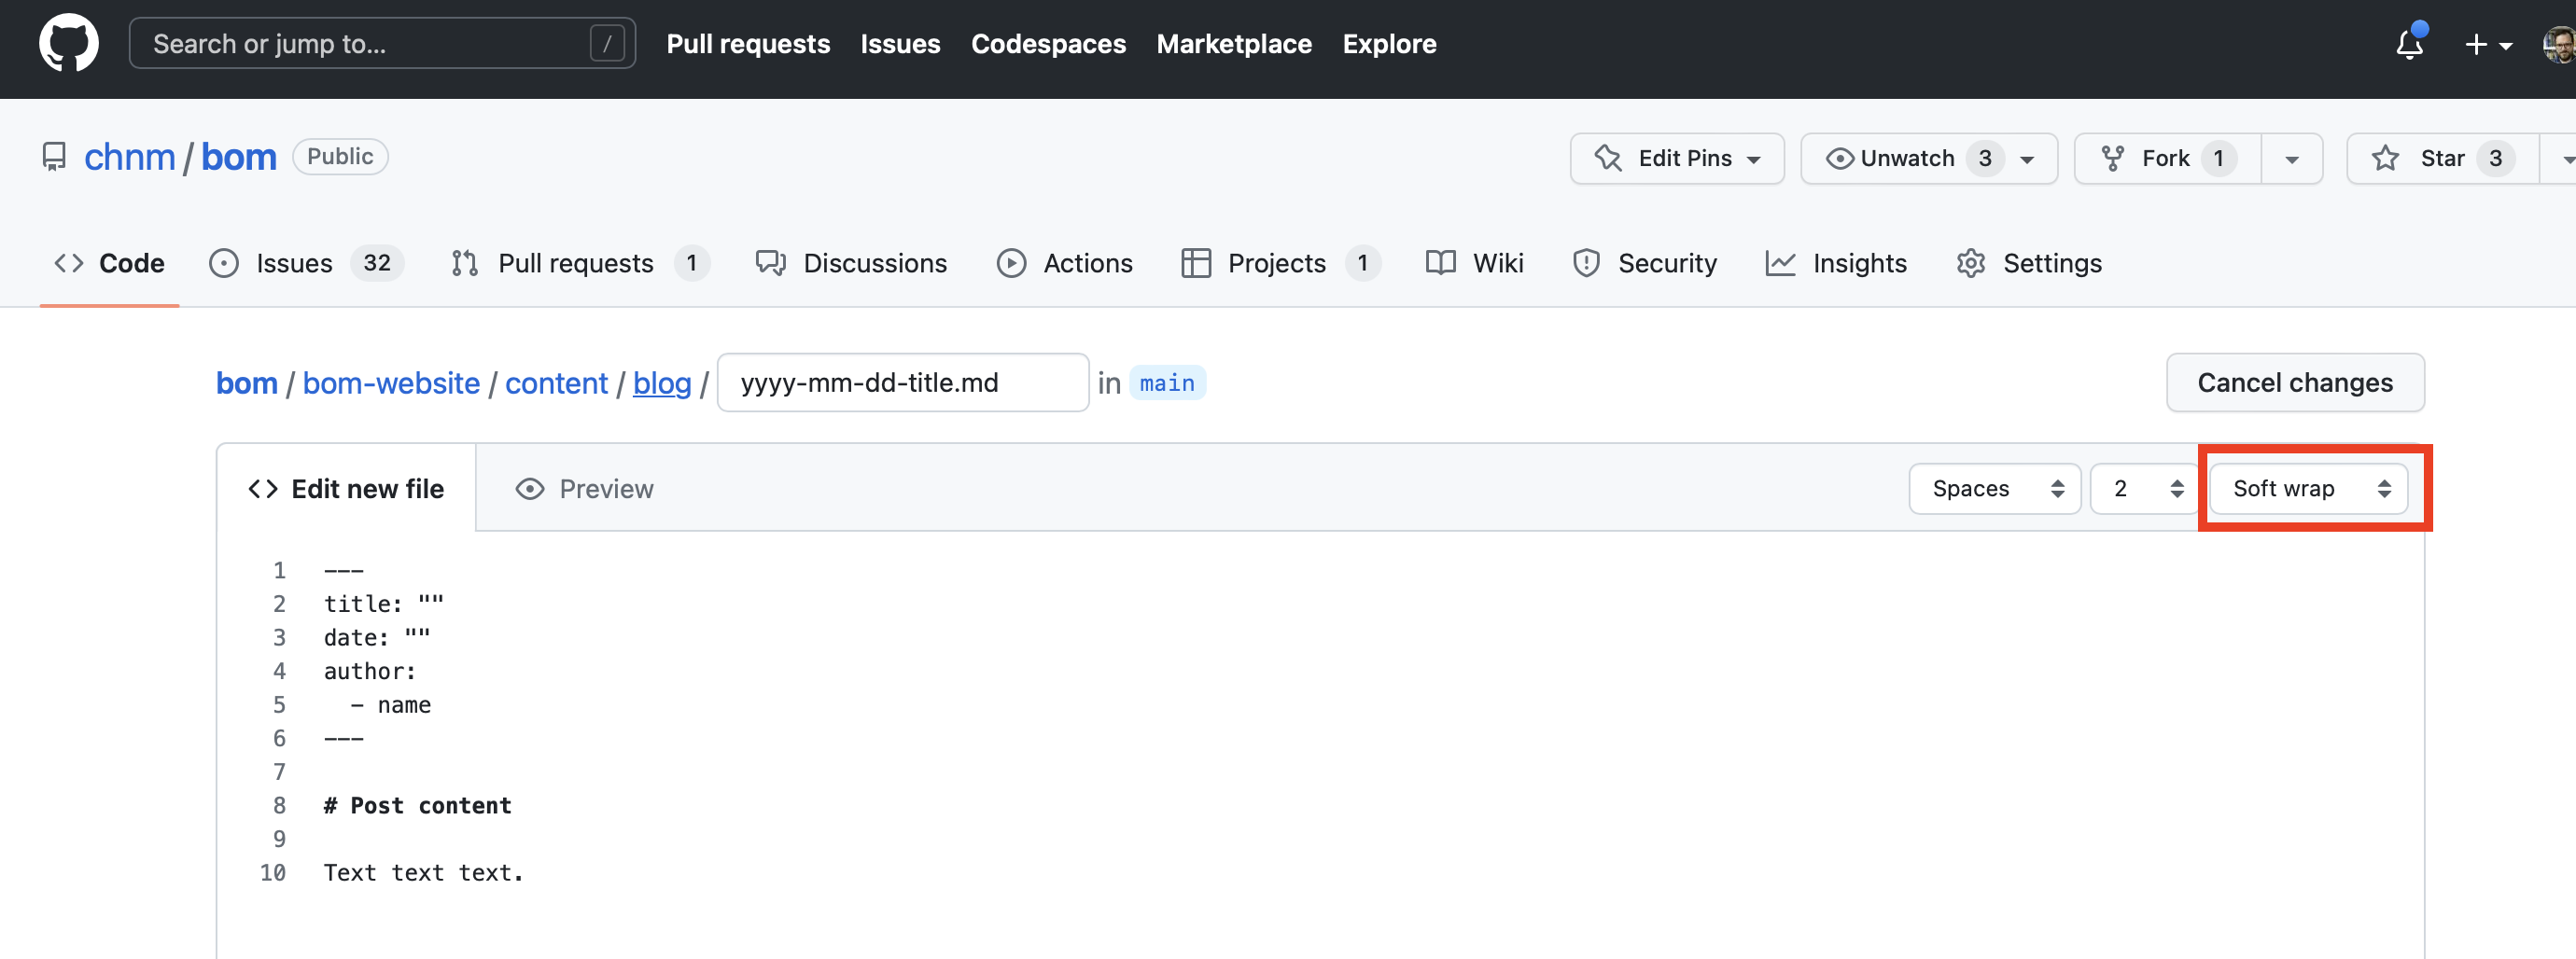 Search or jump to... / Pull requests Issues Codespaces Marketplace Explore
chnm / bom Public Edit Pins Unwatch 3 Fork 1 Star 3
Code Issues 32 Pull requests 1 Discussions Actions Projects 1 Wiki Security Insights Settings
bom / bom-website / content / blog / yyyy-mm-dd-title.md in main Cancel changes
<> Edit new file Preview Spaces 2 Soft wrap
1 ---
2 title: ""
3 date: ""
4 author:
5   - name
6 ---
7
8 # Post content
9
10 Text text text.